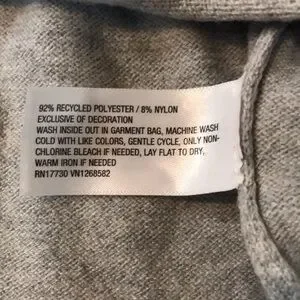 92% RECYCLED POLYESTER / 8% NYLON
EXCLUSIVE OF DECORATION
WASH INSIDE OUT IN GARMENT BAG, MACHINE WASH
COLD WITH LIKE COLORS, GENTLE CYCLE, ONLY NON-
CHLORINE BLEACH IF NEEDED, LAY FLAT TO DRY,
WARM IRON IF NEEDED
RN17730 VN1268582